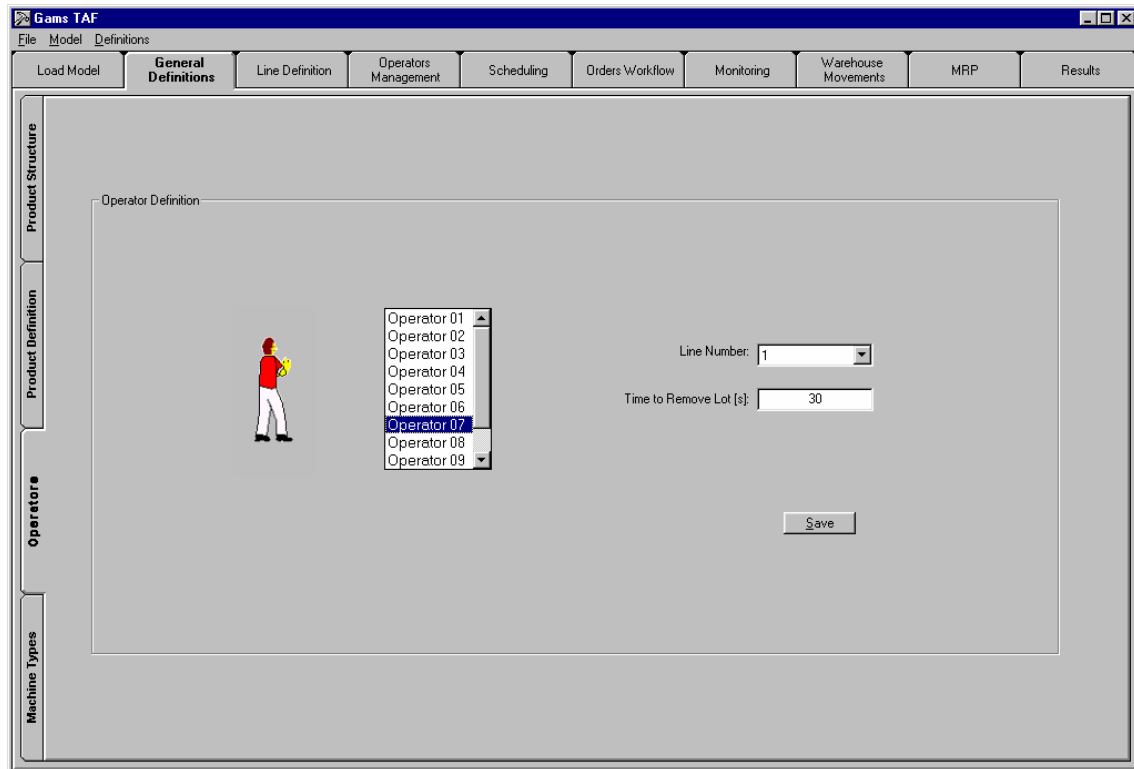 Gams TAF
File Model Definitions
Load Model
General
Definitions
Line Definition
Operators
Management
Scheduling
Orders Workflow
Monitoring
Warehouse
Movements
MRP
Results
Product Structure
Product Definition
Operators
Machine Types
Operator Definition
Operator 01
Operator 02
Operator 03
Operator 04
Operator 05
Operator 06
Operator 07
Operator 08
Operator 09
Line Number: 1
Time to Remove Lot [s]: 30
Save